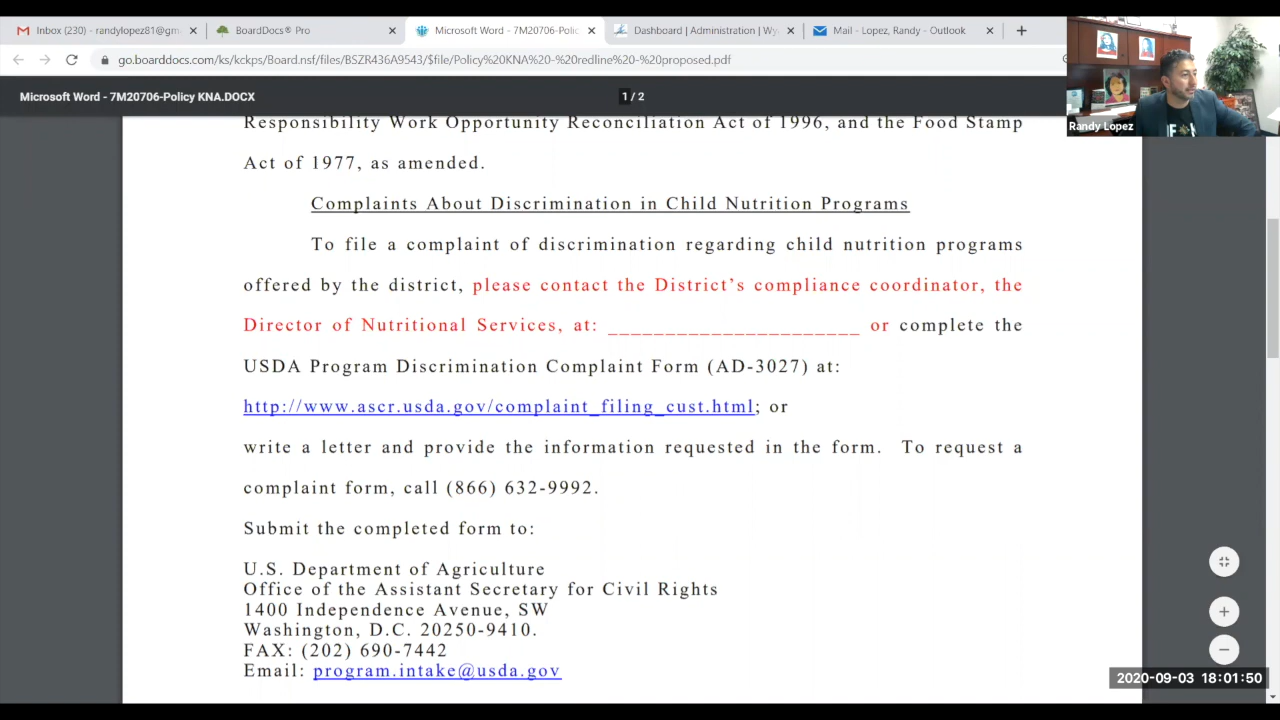 Inbox (230) - randylopez81@gm
BoardDocs® Pro
Microsoft Word - 7M20706-Polic
Dashboard | Administration | Wy
Mail - Lopez, Randy - Outlook
go.boarddocs.com/ks/kckps/Board.nsf/files/BSZR436A9543/$file/Policy%20KNA%20-%20redline%20-%20proposed.pdf
Microsoft Word - 7M20706-Policy KNA.DOCX
1 / 2
Randy Lopez
Responsibility Work Opportunity Reconciliation Act of 1996, and the Food Stamp
Act of 1977, as amended.
Complaints About Discrimination in Child Nutrition Programs
To file a complaint of discrimination regarding child nutrition programs
offered by the district, please contact the District's compliance coordinator, the
Director of Nutritional Services, at: ______________________ or complete the
USDA Program Discrimination Complaint Form (AD-3027) at:
http://www.ascr.usda.gov/complaint_filing_cust.html; or
write a letter and provide the information requested in the form. To request a
complaint form, call (866) 632-9992.
Submit the completed form to:
U.S. Department of Agriculture
Office of the Assistant Secretary for Civil Rights
1400 Independence Avenue, SW
Washington, D.C. 20250-9410.
FAX: (202) 690-7442
Email: program.intake@usda.gov
2020-09-03 18:01:50